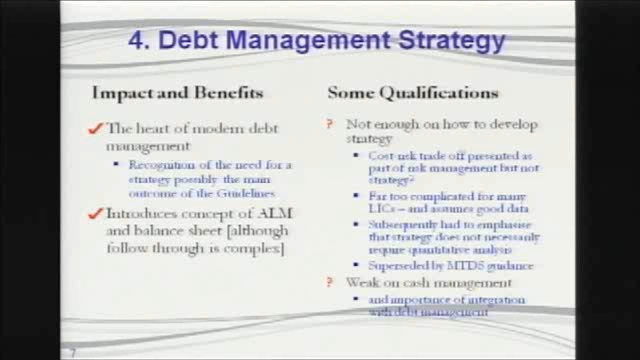 4. Debt Management Strategy
Impact and Benefits
The heart of modern debt
management
Recognition of the need for a
strategy possibly the main
outcome of the Guidelines
Introduces concept of ALM
and balance sheet [although
follow through is complex]
Some Qualifications
? Not enough on how to develop
strategy
Cost-risk trade off presented as
part of risk management but not
strategy?
Far too complicated for many
LICs – and assumes good data
Subsequently had to emphasise
that strategy does not necessarily
require quantitative analysis
Superseded by MTDS guidance
? Weak on cash management
and importance of integration
with debt management
7